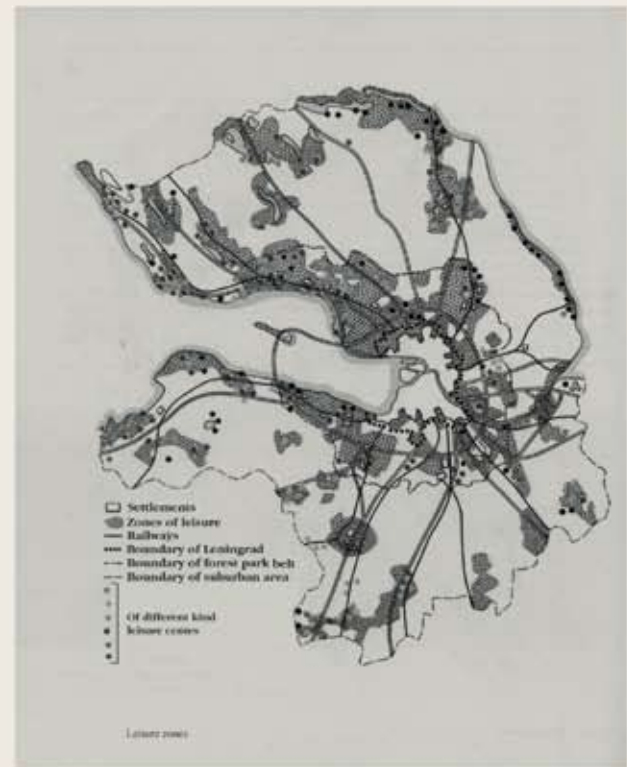 Settlements
Zones of leisure
Railways
Boundary of Leningrad
Boundary of forest park belt
Boundary of suburban area
Of different kind
leisure centes
Leisure zones